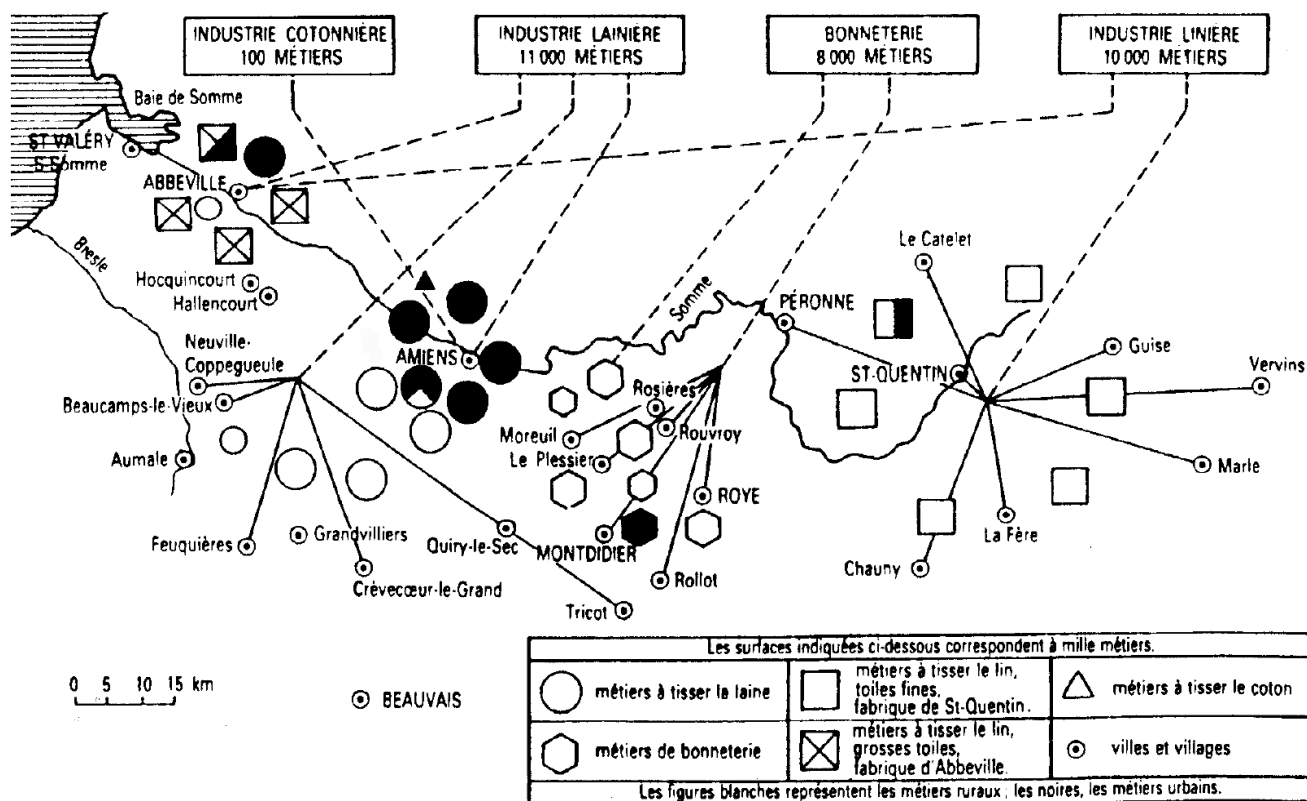 INDUSTRIE COTONNIÈRE
100 MÉTIERS
INDUSTRIE LAINIÈRE
11 000 MÉTIERS
BONNETERIE
8 000 MÉTIERS
INDUSTRIE LINIÈRE
10 000 MÉTIERS
Baie de Somme
ST VALÉRY
S Somme
ABBEVILLE
Bresle
Hocquincourt
Hallencourt
Neuville-
Coppegueule
Beaucamps-le-Vieux
Aumale
Feuquières
Grandvilliers
Crèvecœur-le-Grand
AMIENS
Quiry-le-Sec
Tricot
Somme
Rosières
Moreuil
Rouvroy
Le Plessier
ROYE
MONTDIDIER
Rollot
PÉRONNE
Le Catelet
ST-QUENTIN
Guise
Vervins
Marle
La Fère
Chauny
0 5 10 15 km
BEAUVAIS
Les surfaces indiquées ci-dessous correspondent à mille métiers.
métiers à tisser la laine
métiers à tisser le lin,
toiles fines,
fabrique de St-Quentin.
métiers à tisser le coton
métiers de bonneterie
métiers à tisser le lin,
grosses toiles,
fabrique d'Abbeville.
villes et villages
Les figures blanches représentent les métiers ruraux ; les noires, les métiers urbains.